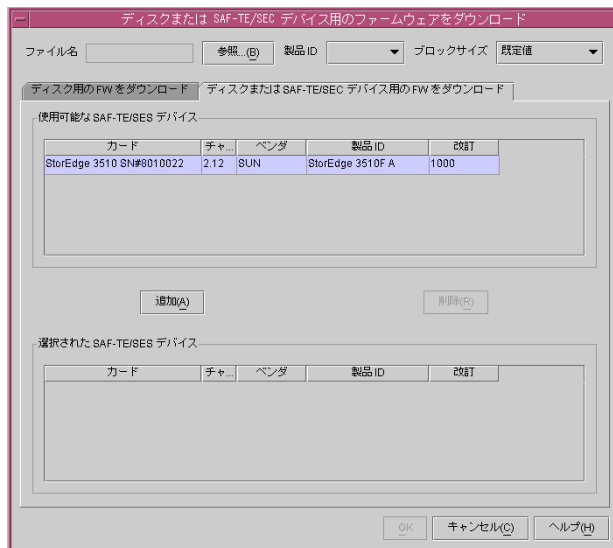 ディスクまたは SAF-TE/SEC デバイス用のファームウェアをダウンロード
ファイル名 参照...(B) 製品 ID ブロックサイズ 既定値
ディスク用の FW をダウンロード ディスクまたは SAF-TE/SEC デバイス用の FW をダウンロード
使用可能な SAF-TE/SES デバイス
カード チャ... ベンダ 製品 ID 改訂
StorEdge 3510 SN#8010022 2.12 SUN StorEdge 3510F A 1000
追加(A) 削除(R)
選択された SAF-TE/SES デバイス
カード チャ... ベンダ 製品 ID 改訂
OK キャンセル(C) ヘルプ(H)